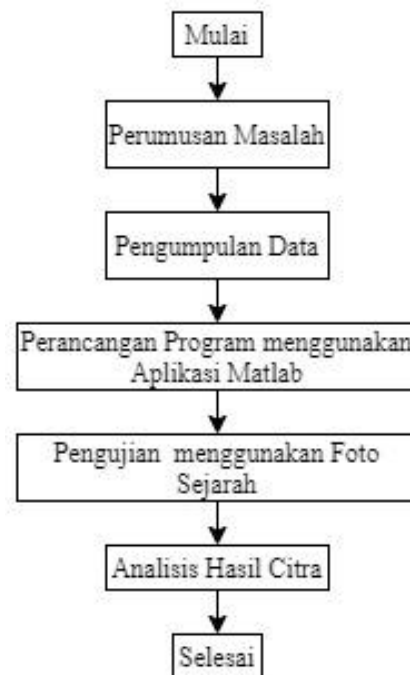 Mulai
Perumusan Masalah
Pengumpulan Data
Perancangan Program menggunakan
Aplikasi Matlab
Pengujian menggunakan Foto
Sejarah
Analisis Hasil Citra
Selesai